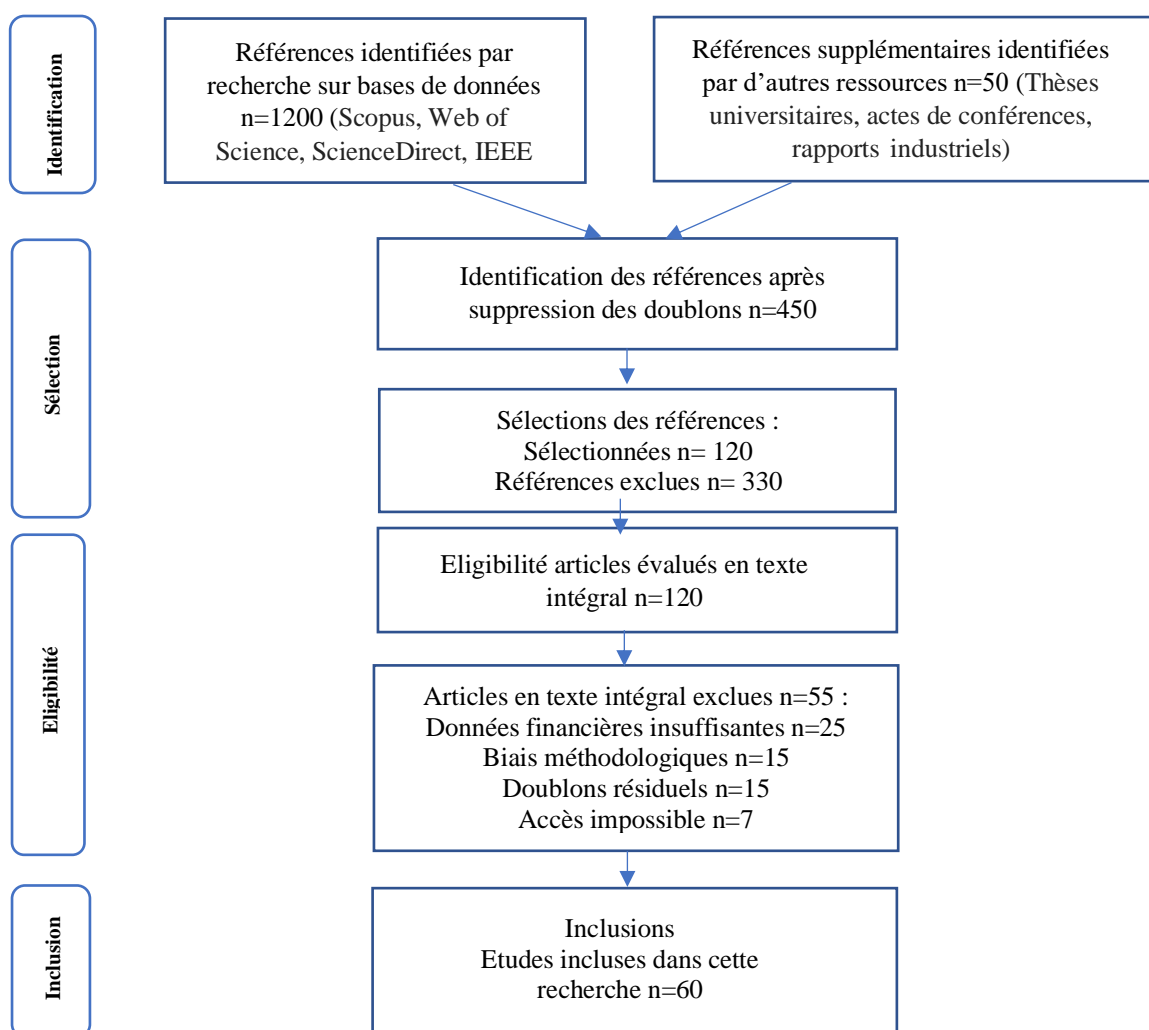 Identification
Références identifiées par
recherche sur bases de données
n=1200 (Scopus, Web of
Science, ScienceDirect, IEEE
Références supplémentaires identifiées
par d’autres ressources n=50 (Thèses
universitaires, actes de conférences,
rapports industriels)
Sélection
Identification des références après
suppression des doublons n=450
Sélections des références :
Sélectionnées n= 120
Références exclues n= 330
Eligibilité
Eligibilité articles évalués en texte
intégral n=120
Articles en texte intégral exclues n=55 :
Données financières insuffisantes n=25
Biais méthodologiques n=15
Doublons résiduels n=15
Accès impossible n=7
Inclusion
Inclusions
Etudes incluses dans cette
recherche n=60